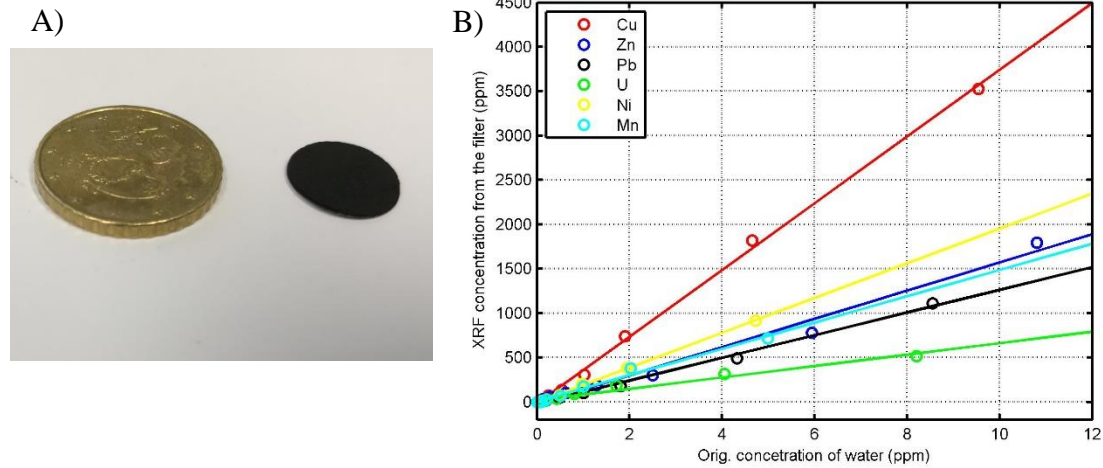 A)
B)
4500
4000
3500
3000
2500
2000
1500
1000
500
0
XRF concentration from the filter (ppm)
Cu
Zn
Pb
U
Ni
Mn
0 2 4 6 8 10 12
Orig. concetration of water (ppm)